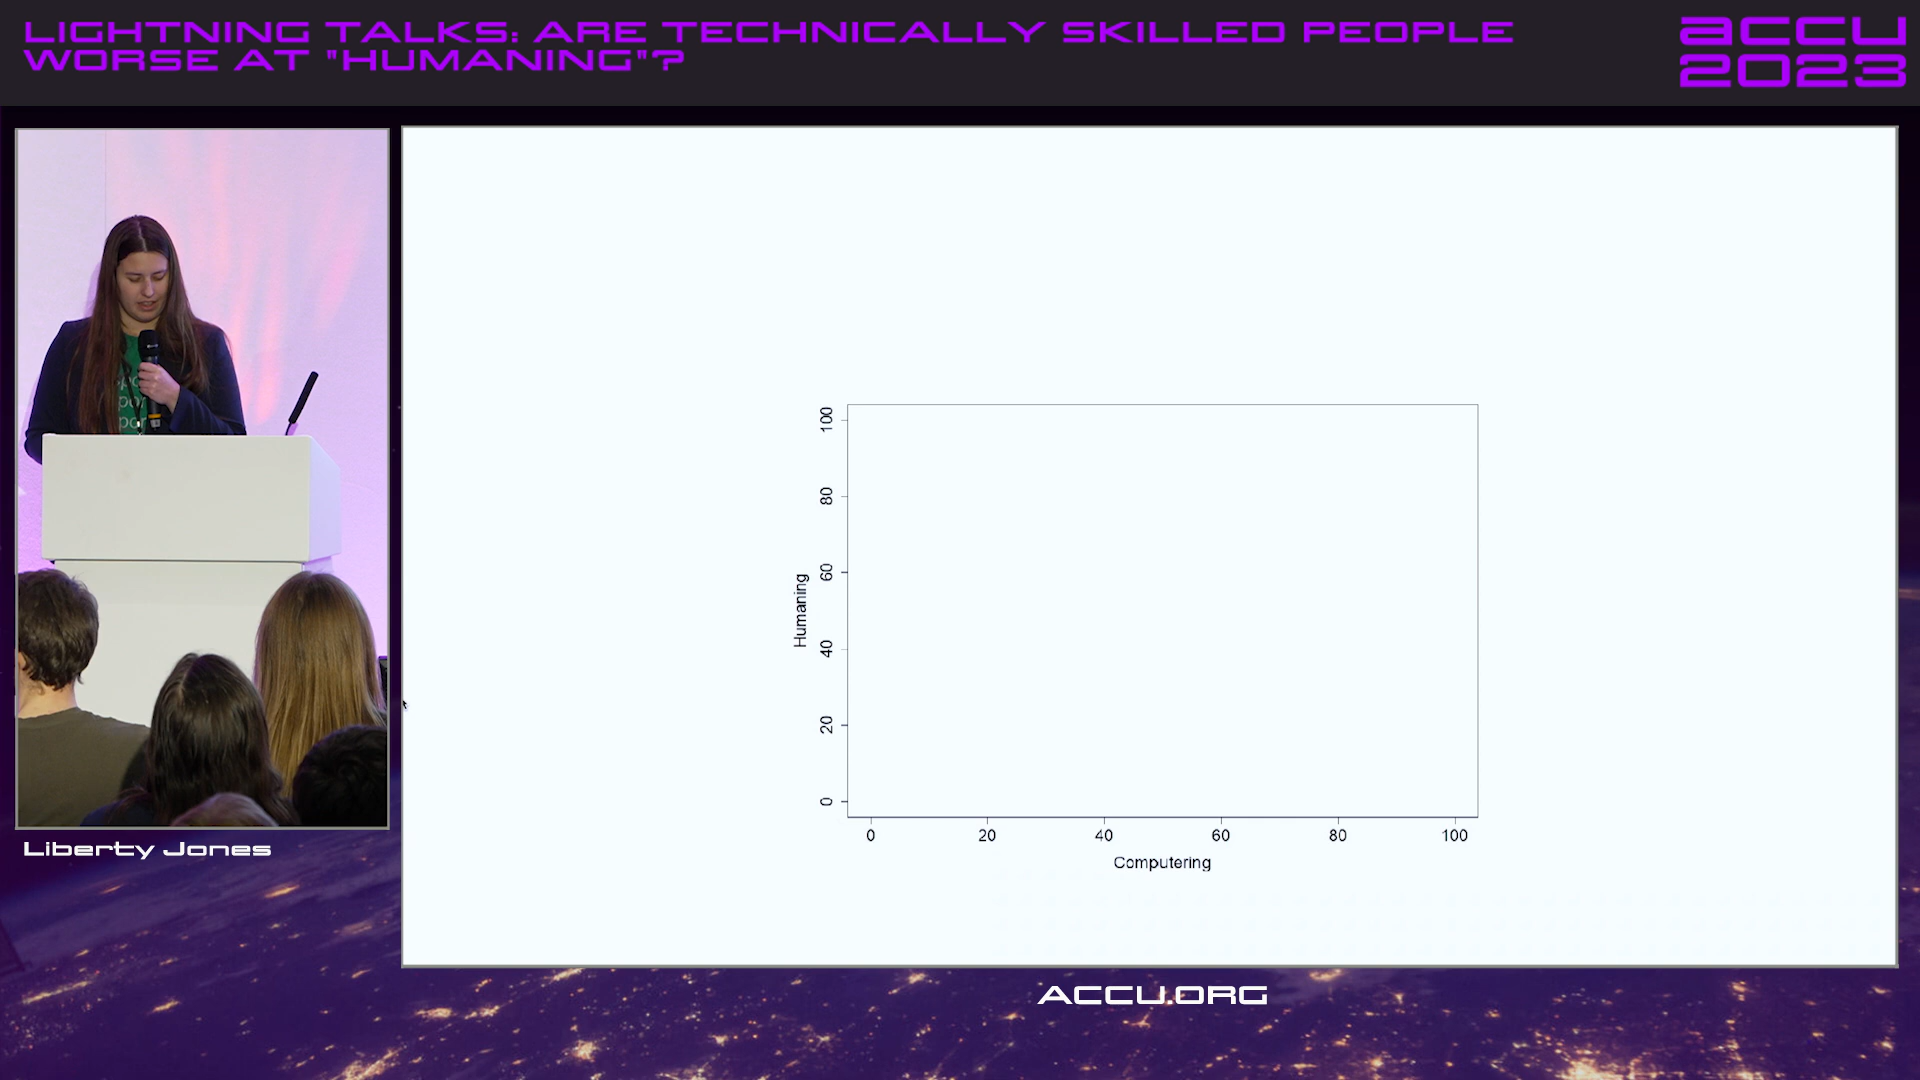 LIGHTNING TALKS: ARE TECHNICALLY SKILLED PEOPLE
WORSE AT "HUMANING"?
accu
2023
Liberty Jones
100
80
60
40
20
0
Humaning
0 20 40 60 80 100
Computering
ACCU.ORG